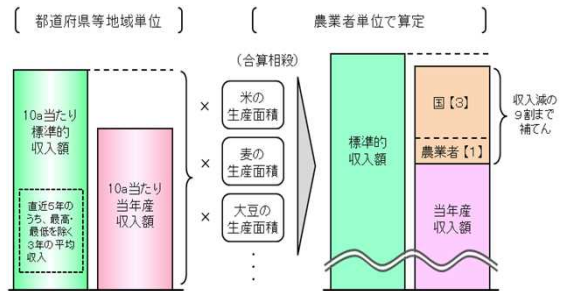 都道府県等地域単位
農業者単位で算定
(合算相殺)
10a当たり
標準的
収入額
直近5年の
うち、最高・
最低を除く
3年の平均
収入
10a当たり
当年産
収入額
×
米の
生産面積
×
麦の
生産面積
×
大豆の
生産面積
・
・
・
標準的
収入額
国【3】
農業者【1】
当年産
収入額
収入減の
9割まで
補てん